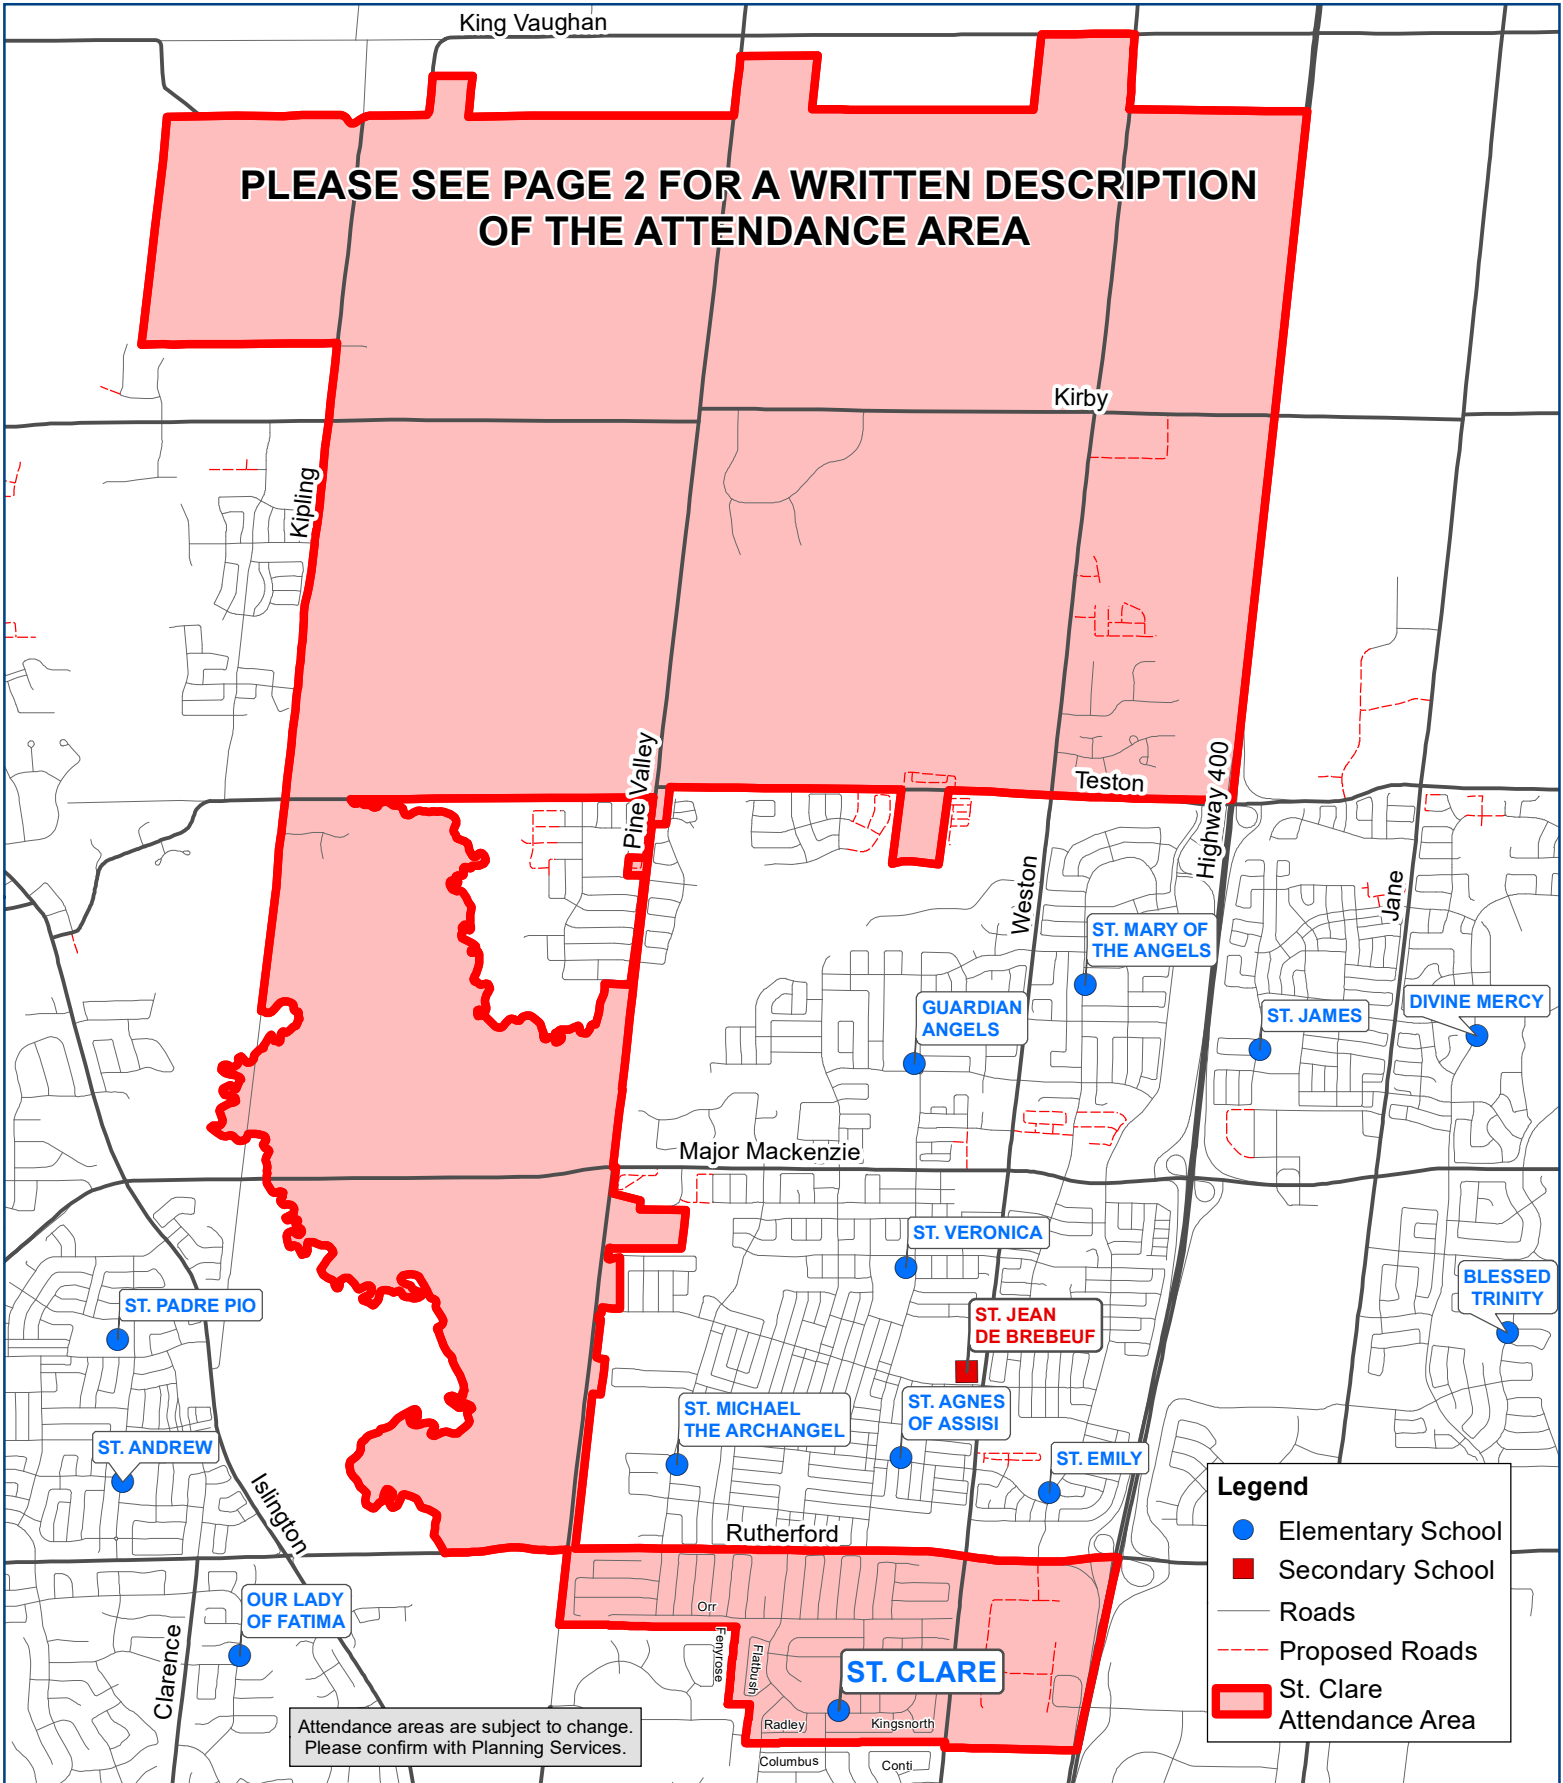 King Vaughan
PLEASE SEE PAGE 2 FOR A WRITTEN DESCRIPTION
OF THE ATTENDANCE AREA
Kirby
Kipling
Pine Valley
Teston
Highway 400
Weston
Jane
ST. MARY OF
THE ANGELS
GUARDIAN
ANGELS
ST. JAMES
DIVINE MERCY
Major Mackenzie
ST. VERONICA
ST. PADRE PIO
BLESSED
TRINITY
ST. JEAN
DE BREBEUF
ST. MICHAEL
THE ARCHANGEL
ST. AGNES
OF ASSISI
ST. ANDREW
ST. EMILY
Islington
Rutherford
Legend
Elementary School
Secondary School
Roads
Proposed Roads
St. Clare
Attendance Area
OUR LADY
OF FATIMA
Orr
Fenyrose
Flatbush
Clarence
ST. CLARE
Radley
Kingsnorth
Columbus
Conti
Attendance areas are subject to change.
Please confirm with Planning Services.